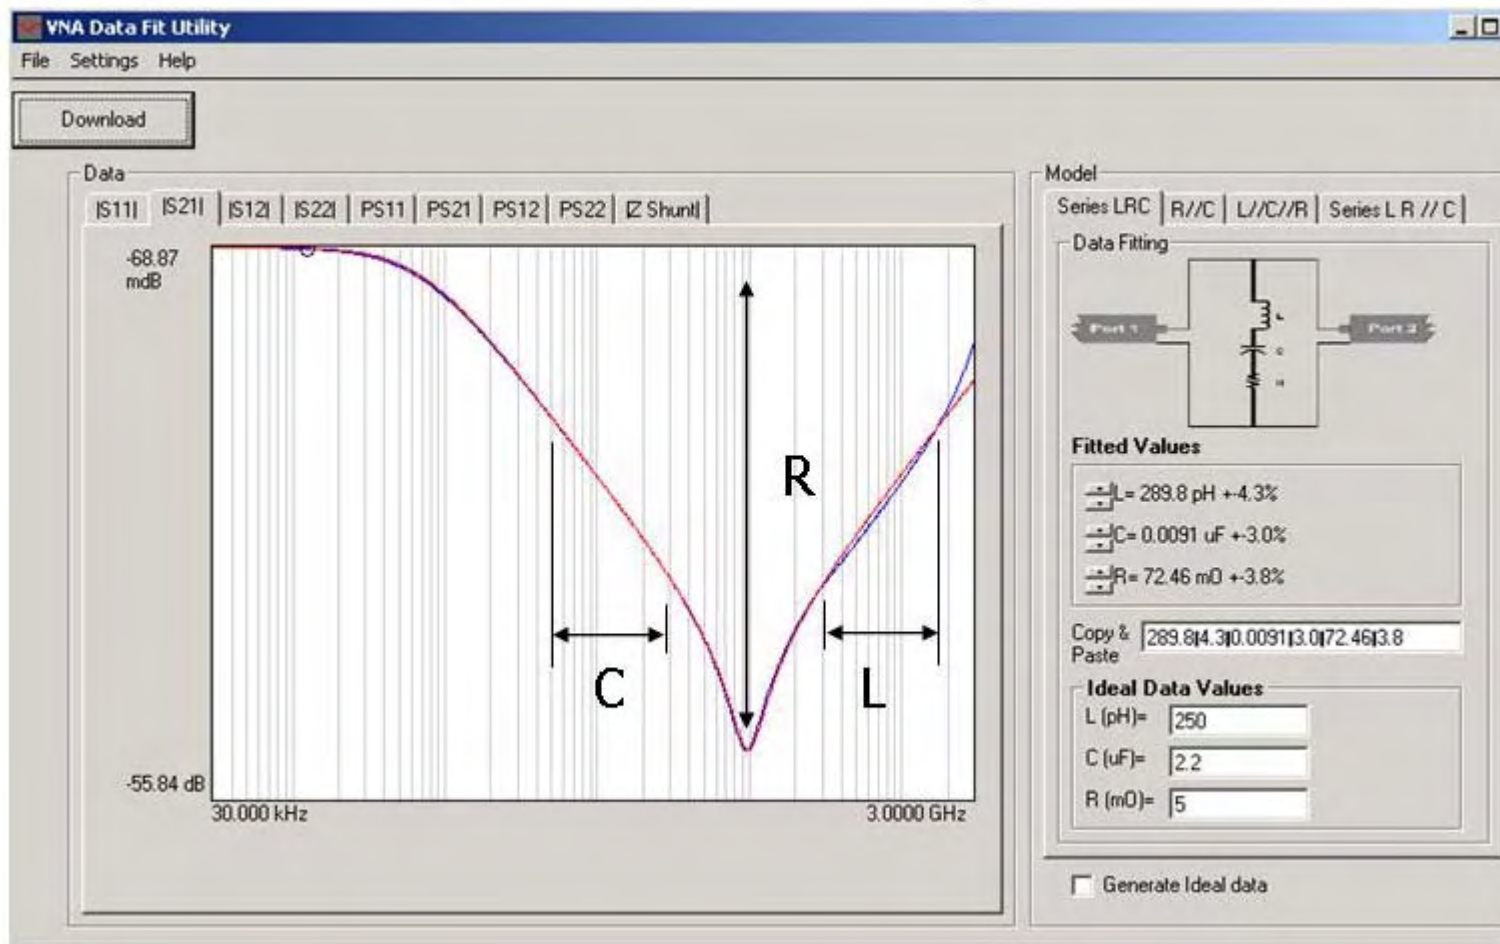 VNA Data Fit Utility
File Settings Help
Download
Data
|S11| |S21| |S12| |S22| PS11 PS21 PS12 PS22 |Z Shunt|
-68.87
mdB
R
C
L
-55.84 dB
30.000 kHz 3.0000 GHz
Model
Series LRC R//C L//C//R Series L R // C
Data Fitting
Port 1 Port 2
L
C
R
Fitted Values
L= 289.8 pH +-4.3%
C= 0.0091 uF +-3.0%
R= 72.46 mO +-3.8%
Copy & Paste 289.8|4.3|0.0091|3.0|72.46|3.8
Ideal Data Values
L (pH)= 250
C (uF)= 2.2
R (mO)= 5
Generate Ideal data